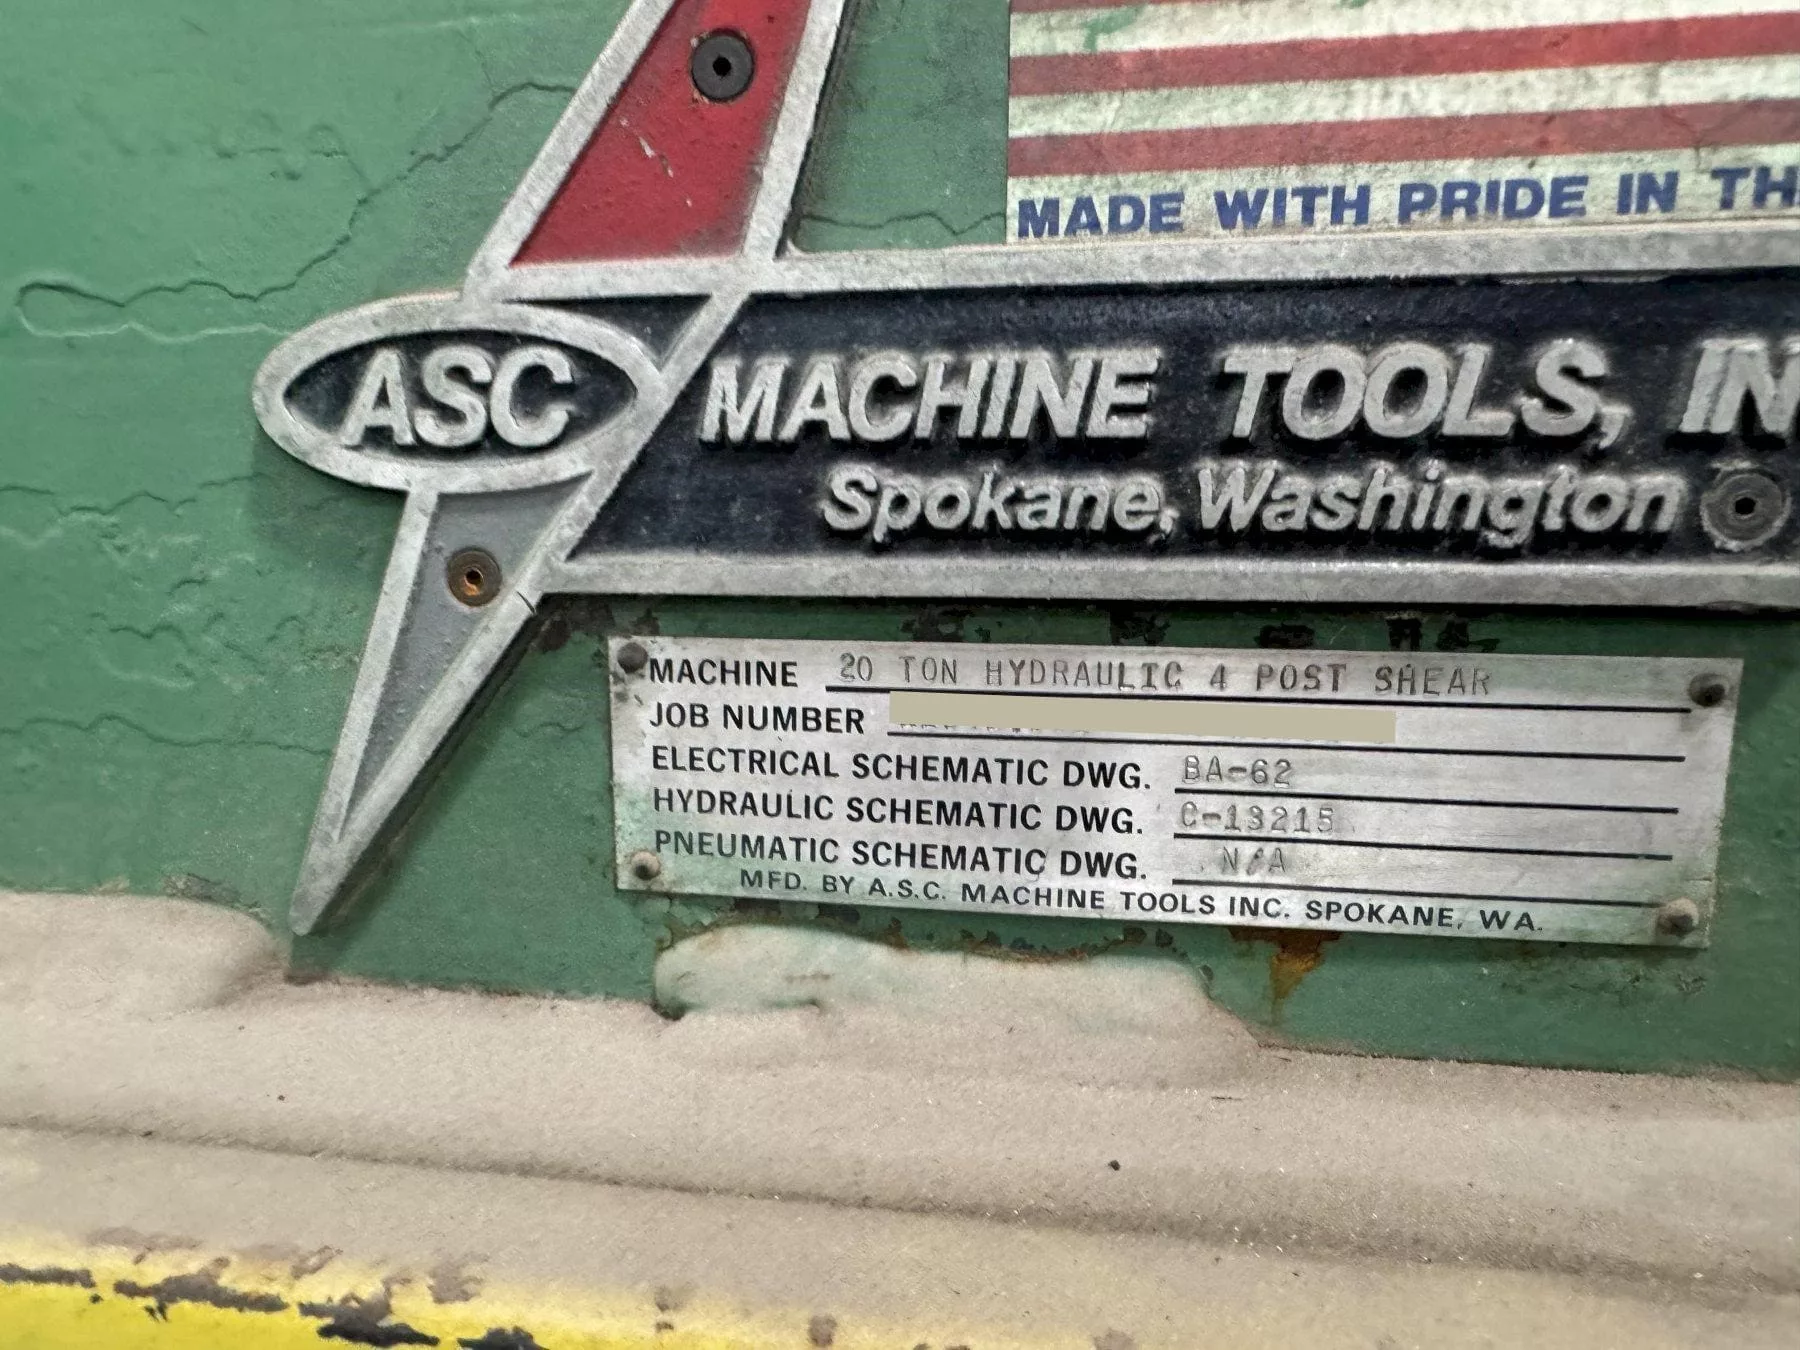 MADE WITH PRIDE IN TH
ASC
MACHINE TOOLS, IN
Spokane, Washington
MACHINE 20 TON HYDRAULIC 4 POST SHEAR
JOB NUMBER
ELECTRICAL SCHEMATIC DWG. BA-62
HYDRAULIC SCHEMATIC DWG. C-13215
PNEUMATIC SCHEMATIC DWG. N/A
MFD. BY A.S.C. MACHINE TOOLS INC. SPOKANE, WA.